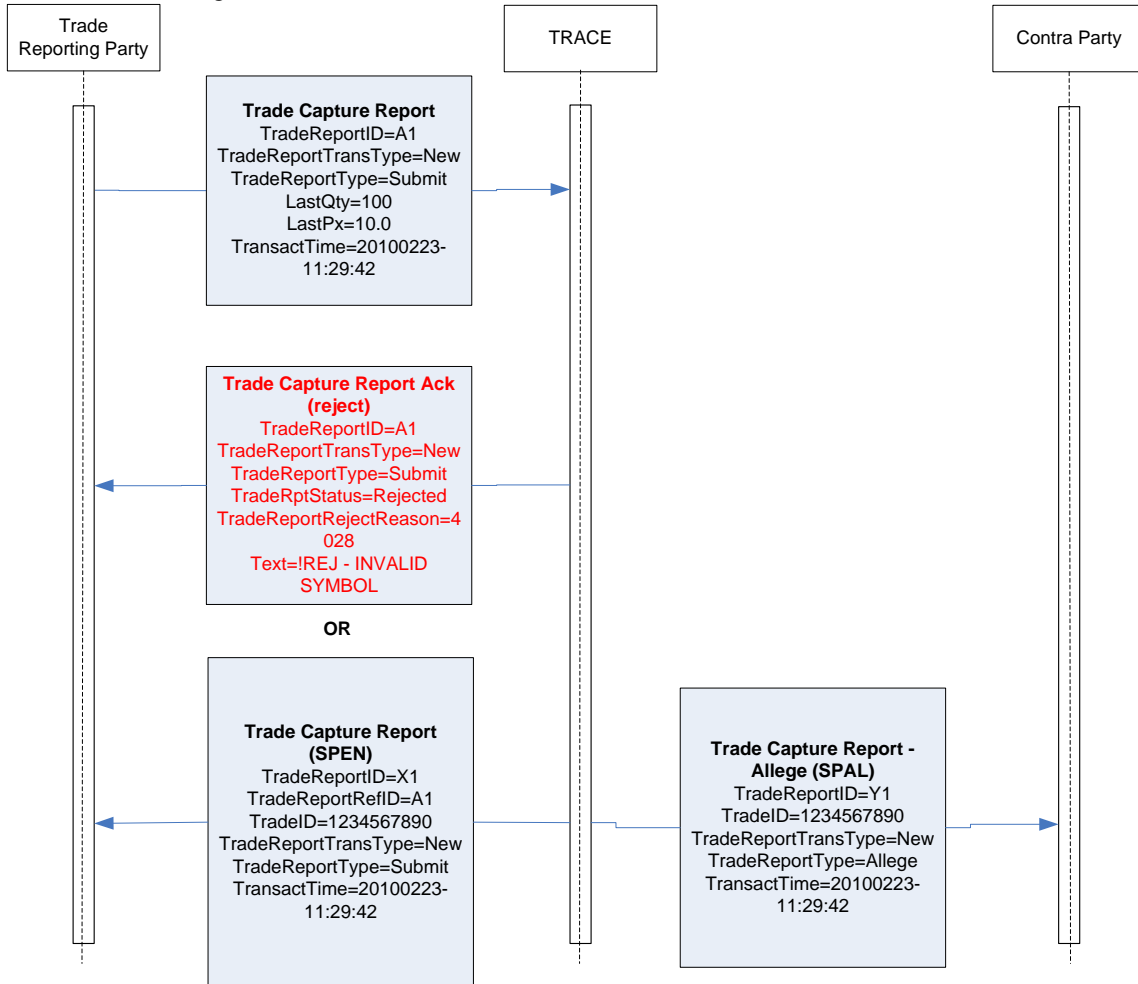 Trade
Reporting Party
TRACE
Contra Party
Trade Capture Report
TradeReportID=A1
TradeReportTransType=New
TradeReportType=Submit
LastQty=100
LastPx=10.0
TransactTime=20100223-
11:29:42
Trade Capture Report Ack
(reject)
TradeReportID=A1
TradeReportTransType=New
TradeReportType=Submit
TradeRptStatus=Rejected
TradeReportRejectReason=4
028
Text=!REJ - INVALID
SYMBOL
OR
Trade Capture Report
(SPEN)
TradeReportID=X1
TradeReportRefID=A1
TradeID=1234567890
TradeReportTransType=New
TradeReportType=Submit
TransactTime=20100223-
11:29:42
Trade Capture Report -
Allege (SPAL)
TradeReportID=Y1
TradeID=1234567890
TradeReportTransType=New
TradeReportType=Allege
TransactTime=20100223-
11:29:42